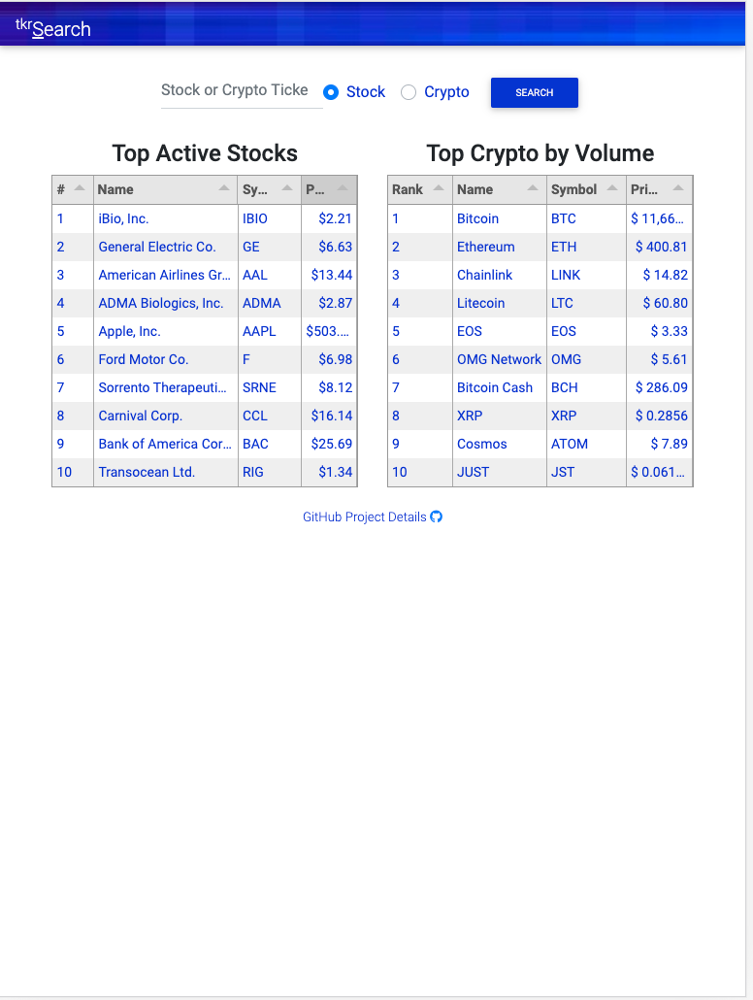 tkrSearch
Stock or Crypto Ticke Stock Crypto SEARCH
Top Active Stocks
# Name Sy... P...
1 iBio, Inc. IBIO $2.21
2 General Electric Co. GE $6.63
3 American Airlines Gr... AAL $13.44
4 ADMA Biologics, Inc. ADMA $2.87
5 Apple, Inc. AAPL $503....
6 Ford Motor Co. F $6.98
7 Sorrento Therapeuti... SRNE $8.12
8 Carnival Corp. CCL $16.14
9 Bank of America Cor... BAC $25.69
10 Transocean Ltd. RIG $1.34
Top Crypto by Volume
Rank Name Symbol Pri...
1 Bitcoin BTC $ 11,66...
2 Ethereum ETH $ 400.81
3 Chainlink LINK $ 14.82
4 Litecoin LTC $ 60.80
5 EOS EOS $ 3.33
6 OMG Network OMG $ 5.61
7 Bitcoin Cash BCH $ 286.09
8 XRP XRP $ 0.2856
9 Cosmos ATOM $ 7.89
10 JUST JST $ 0.061...
GitHub Project Details